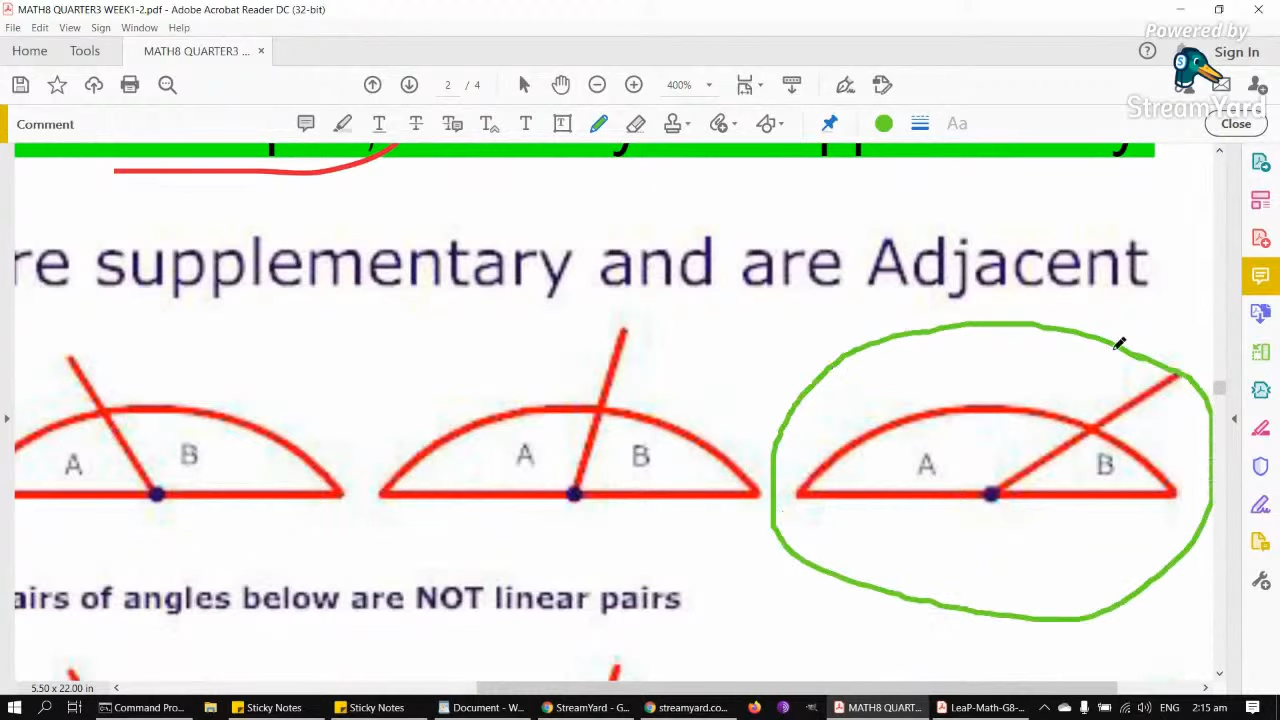 MATH8 QUARTER3 WEEK1-2.pdf - Adobe Acrobat Reader DC (32-bit)
File Edit View Sign Window Help
Powered by
Home Tools MATH8 QUARTER3 ... × Sign In
2 / 4 400%
StreamYard
Comment Aa Close
re supplementary and are Adjacent
A B A B A B
airs of angles below are NOT linear pairs
5.50 x 22.00 in
Command Pro... Sticky Notes Sticky Notes Document - W... StreamYard - G... streamyard.co... MATH8 QUART... LeaP-Math-G8-... ENG 2:15 am